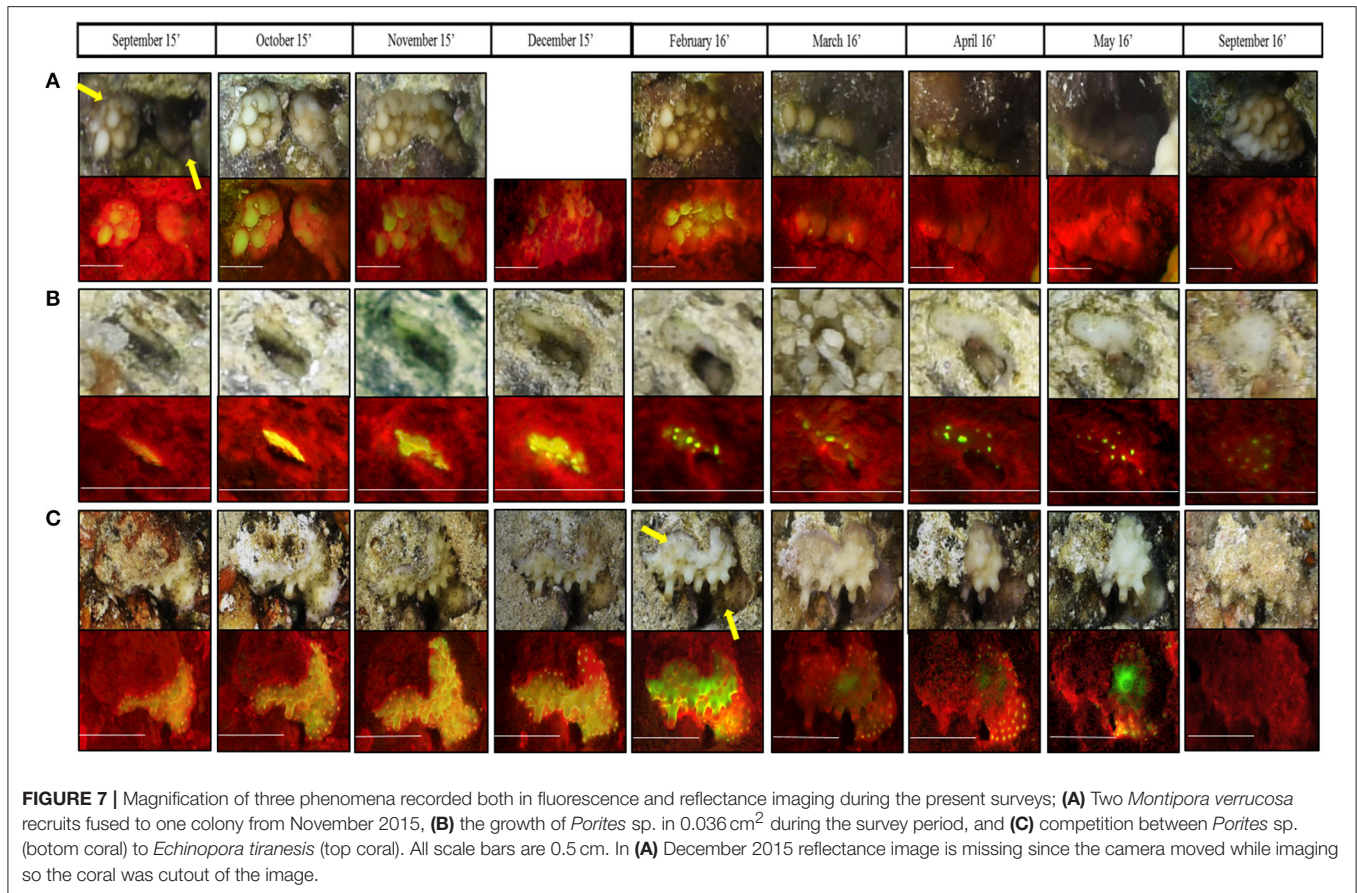 September 15’ October 15’ November 15’ December 15’ February 16’ March 16’ April 16’ May 16’ September 16’
A
B
C
FIGURE 7 | Magnification of three phenomena recorded both in fluorescence and reflectance imaging during the present surveys; (A) Two Montipora verrucosa
recruits fused to one colony from November 2015, (B) the growth of Porites sp. in 0.036 cm² during the survey period, and (C) competition between Porites sp.
(bottom coral) to Echinopora tiranesis (top coral). All scale bars are 0.5 cm. In (A) December 2015 reflectance image is missing since the camera moved while imaging
so the coral was cutout of the image.